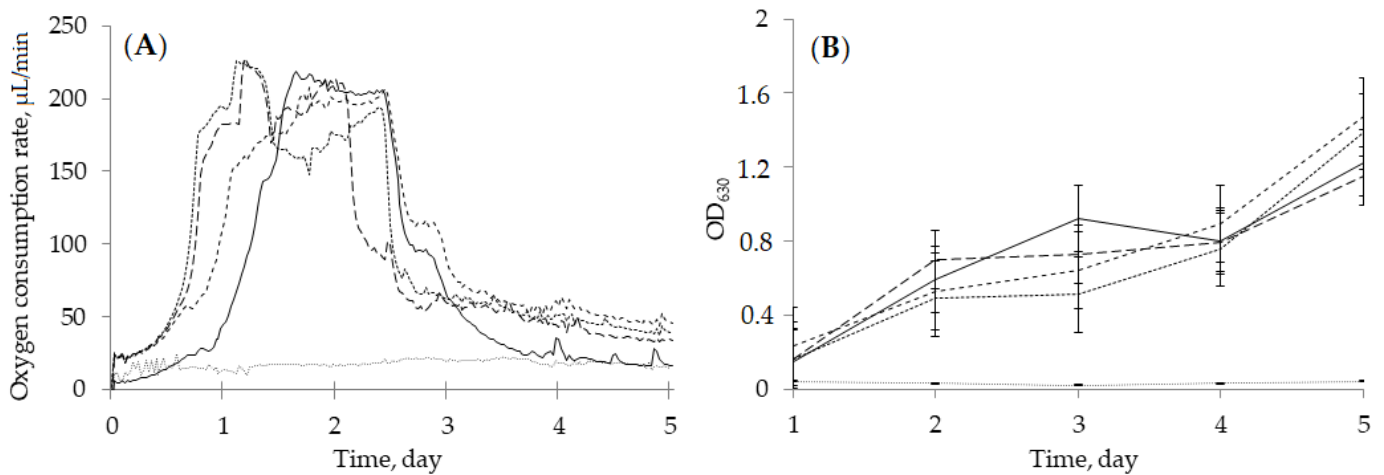 (A)
Oxygen consumption rate, µL/min
250
200
150
100
50
0
0 1 2 3 4 5
Time, day
(B)
OD630
2
1.6
1.2
0.8
0.4
0
1 2 3 4 5
Time, day